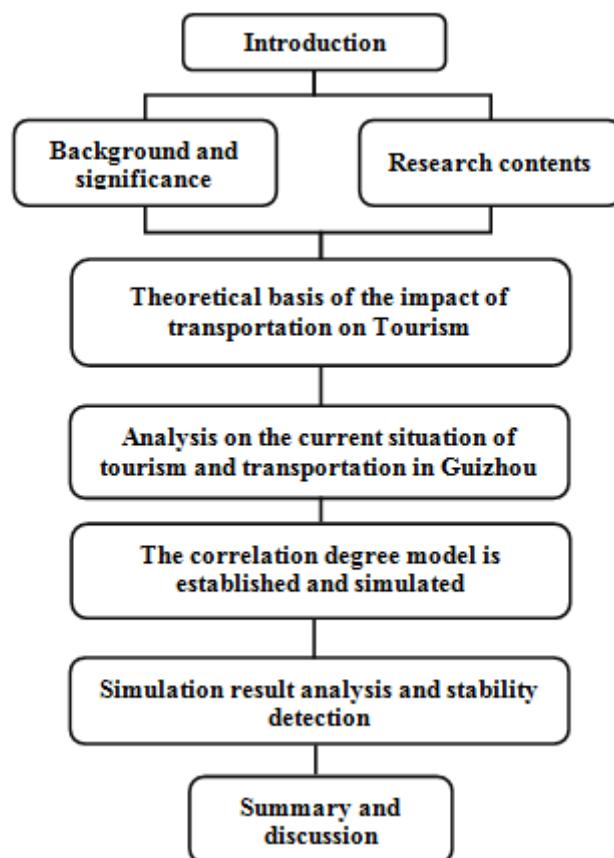 Introduction
Background and
significance
Research contents
Theoretical basis of the impact of
transportation on Tourism
Analysis on the current situation of
tourism and transportation in Guizhou
The correlation degree model is
established and simulated
Simulation result analysis and stability
detection
Summary and
discussion